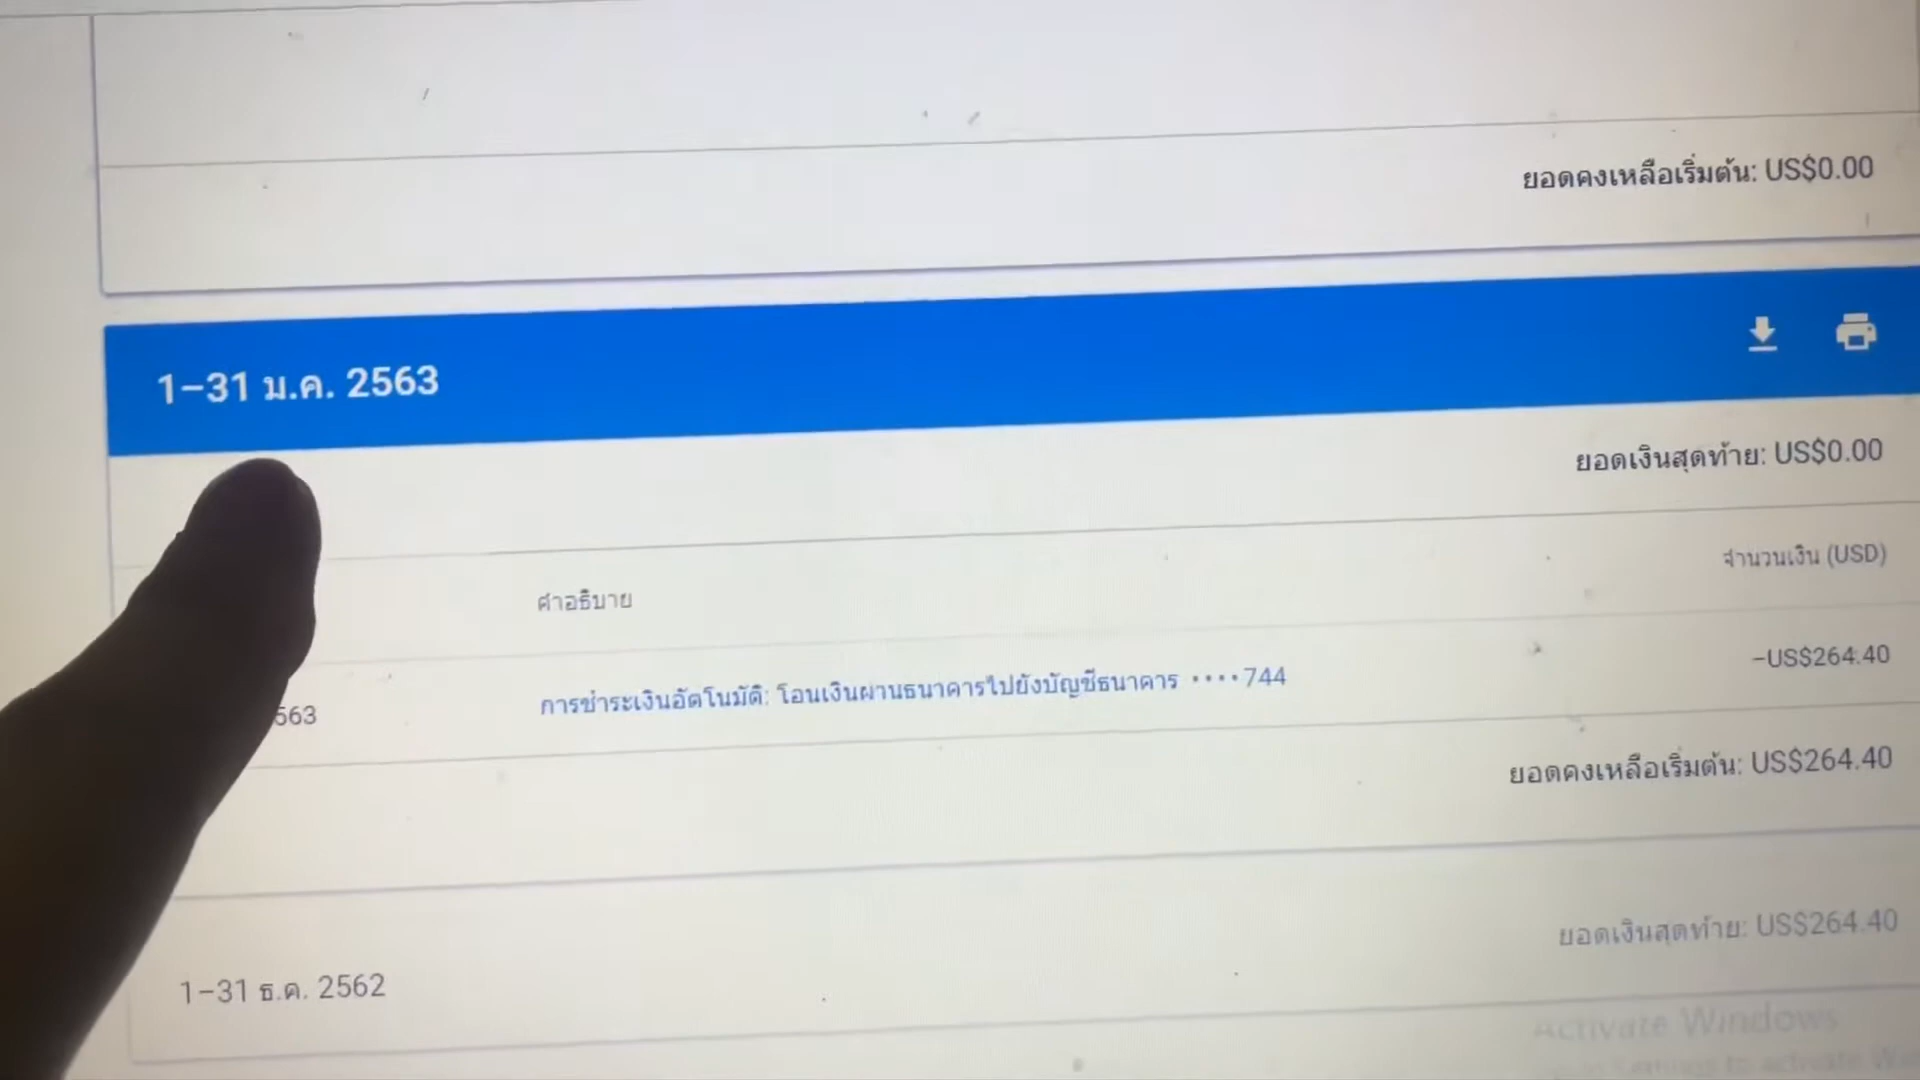 ยอดคงเหลือเริ่มต้น: US$0.00
1–31 ม.ค. 2563
ยอดเงินสุดท้าย: US$0.00
คำอธิบาย
จำนวนเงิน (USD)
563
การชำระเงินอัตโนมัติ: โอนเงินผ่านธนาคารไปยังบัญชีธนาคาร ••••744
−US$264.40
ยอดคงเหลือเริ่มต้น: US$264.40
1–31 ธ.ค. 2562
ยอดเงินสุดท้าย: US$264.40
Activate Windows
Settings to activate